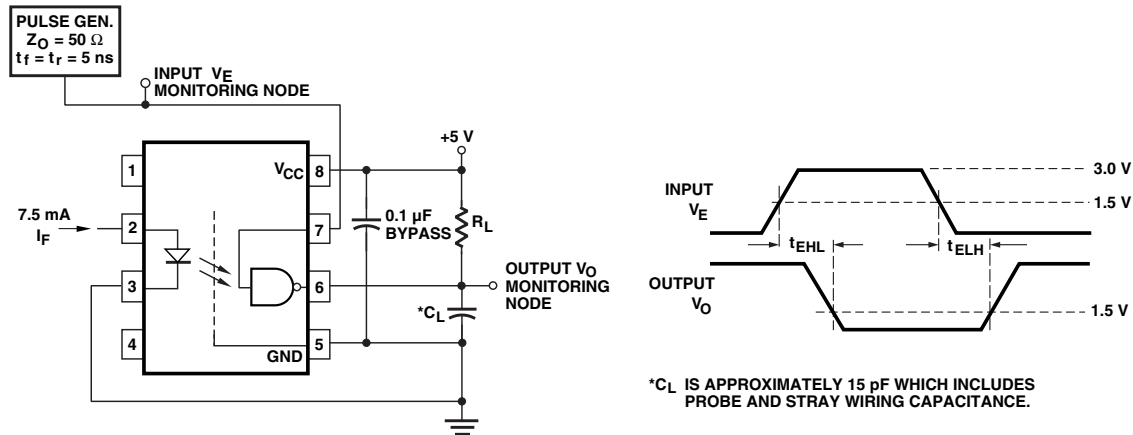 PULSE GEN.
ZO = 50 Ω
tf = tr = 5 ns
INPUT VE
MONITORING NODE
+5 V
1
VCC
8
7.5 mA
IF
2
7
0.1 µF
BYPASS
RL
3
6
OUTPUT VO
MONITORING
NODE
*CL
4
GND
5
INPUT
VE
3.0 V
1.5 V
tEHL
tELH
OUTPUT
VO
1.5 V
*CL IS APPROXIMATELY 15 pF WHICH INCLUDES
PROBE AND STRAY WIRING CAPACITANCE.